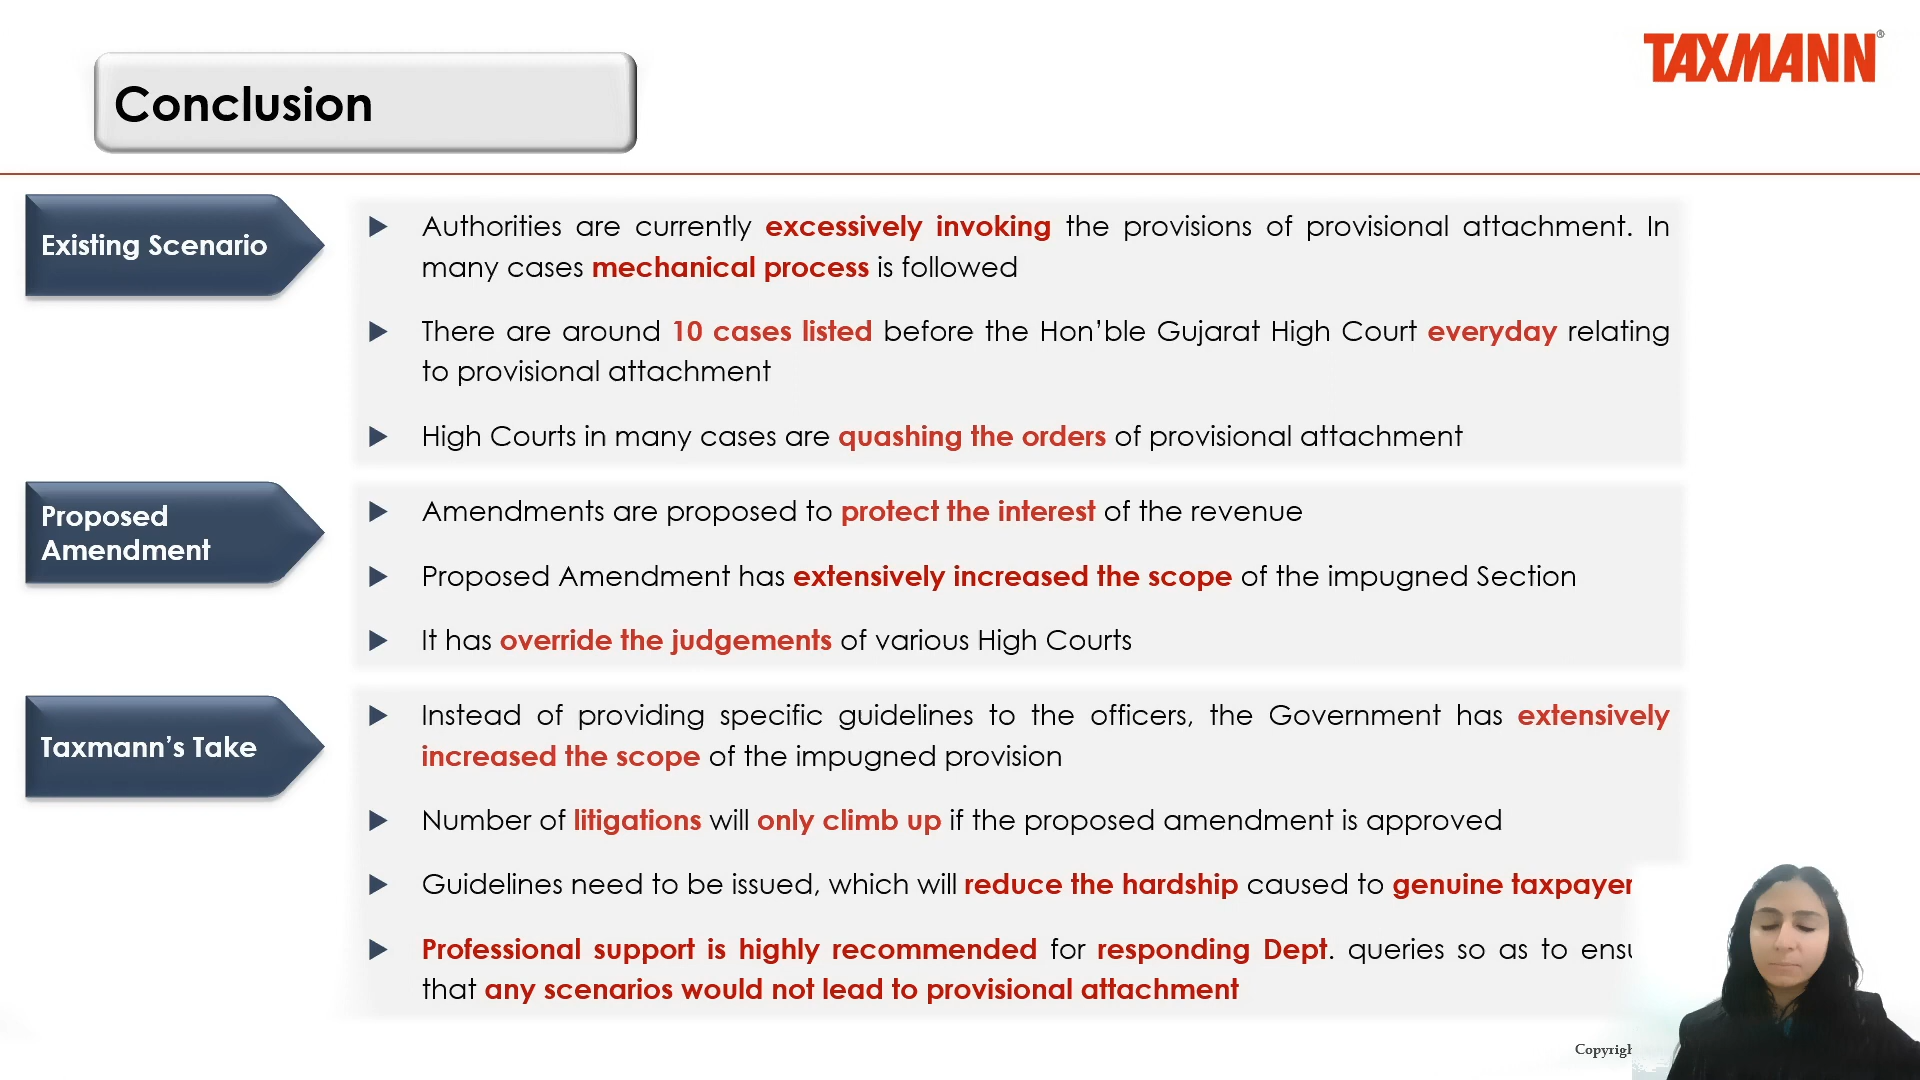 TAXMANN®
Conclusion
Existing Scenario
Authorities are currently excessively invoking the provisions of provisional attachment. In
many cases mechanical process is followed
There are around 10 cases listed before the Hon’ble Gujarat High Court everyday relating
to provisional attachment
High Courts in many cases are quashing the orders of provisional attachment
Proposed
Amendment
Amendments are proposed to protect the interest of the revenue
Proposed Amendment has extensively increased the scope of the impugned Section
It has override the judgements of various High Courts
Taxmann’s Take
Instead of providing specific guidelines to the officers, the Government has extensively
increased the scope of the impugned provision
Number of litigations will only climb up if the proposed amendment is approved
Guidelines need to be issued, which will reduce the hardship caused to genuine taxpayer
Professional support is highly recommended for responding Dept. queries so as to
that any scenarios would not lead to provisional attachment